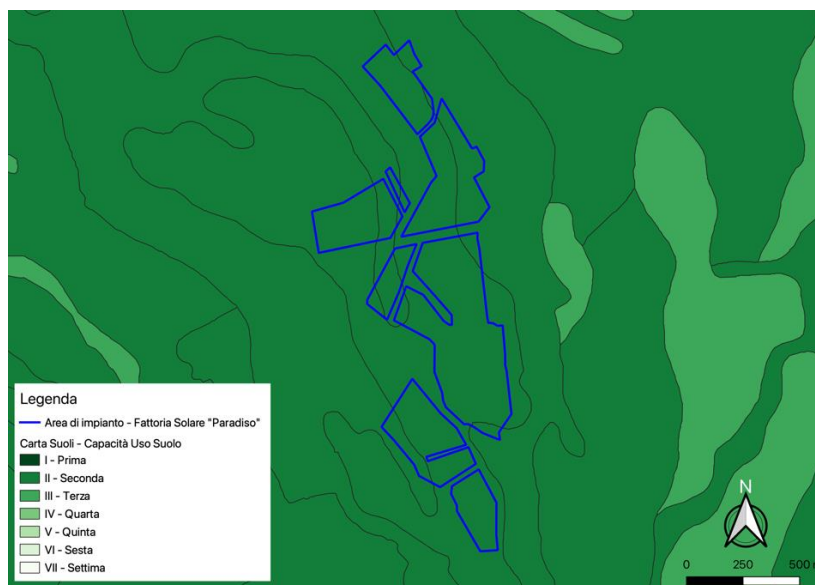 Legenda
Area di impianto - Fattoria Solare "Paradiso"
Carta Suoli - Capacità Uso Suolo
I - Prima
II - Seconda
III - Terza
IV - Quarta
V - Quinta
VI - Sesta
VII - Settima
N
0 250 500 m